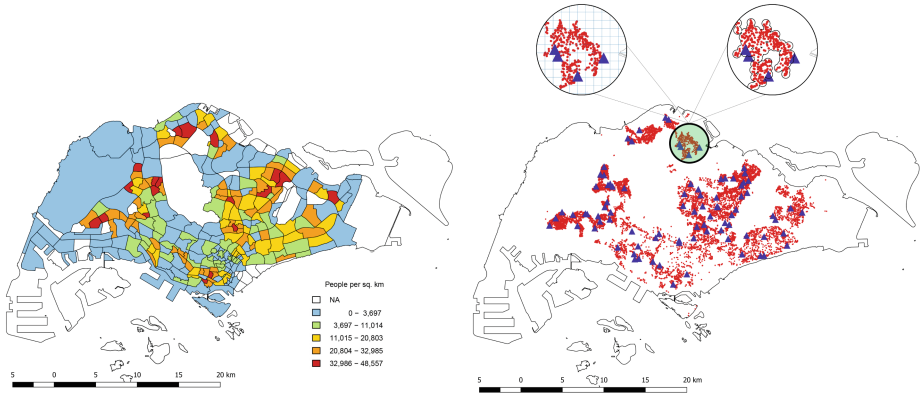 People per sq. km
NA
0 – 3,697
3,697 – 11,014
11,015 – 20,803
20,804 – 32,985
32,986 – 48,557
5 0 5 10 15 20 km
5 0 5 10 15 20 km